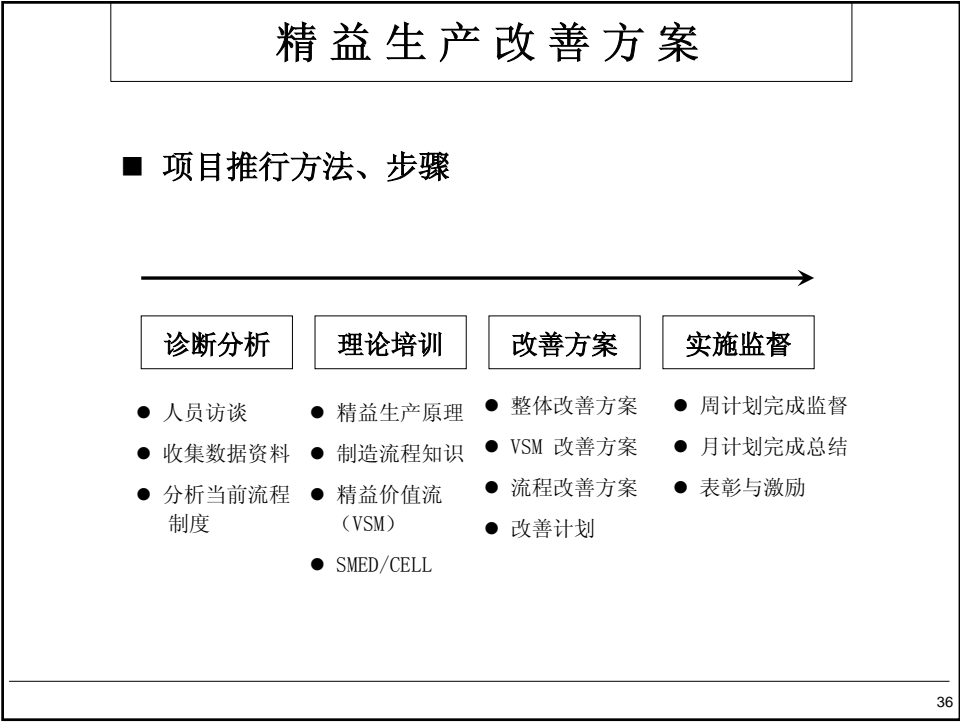 精益生产改善方案
■ 项目推行方法、步骤
诊断分析
● 人员访谈
● 收集数据资料
● 分析当前流程
制度
理论培训
● 精益生产原理
● 制造流程知识
● 精益价值流
（VSM）
● SMED/CELL
改善方案
● 整体改善方案
● VSM 改善方案
● 流程改善方案
● 改善计划
实施监督
● 周计划完成监督
● 月计划完成总结
● 表彰与激励
36